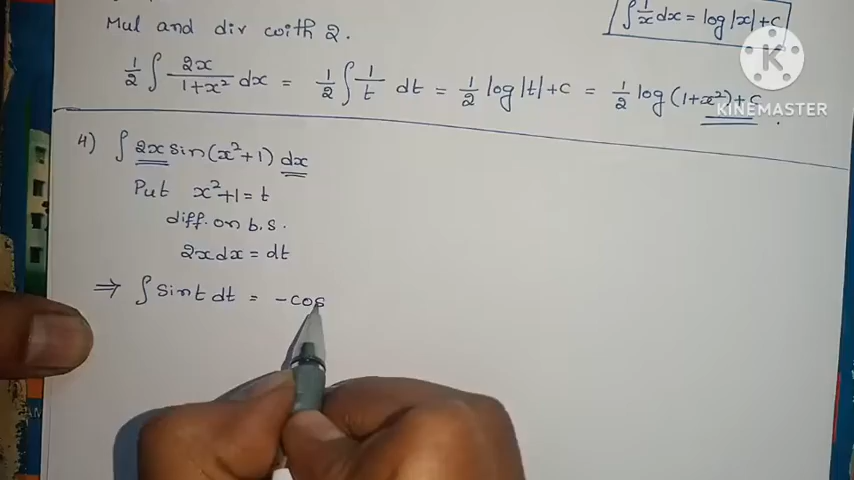 Mul and div with 2.
∫ 1/x dx = log |x| + c
1/2 ∫ 2x/(1+x²) dx = 1/2 ∫ 1/t dt = 1/2 log |t| + c = 1/2 log (1+x²) + c .
KINEMASTER
4) ∫ 2x sin(x²+1) dx
Put x²+1 = t
diff. on b.s.
2x dx = dt
⇒ ∫ sin t dt = -cos